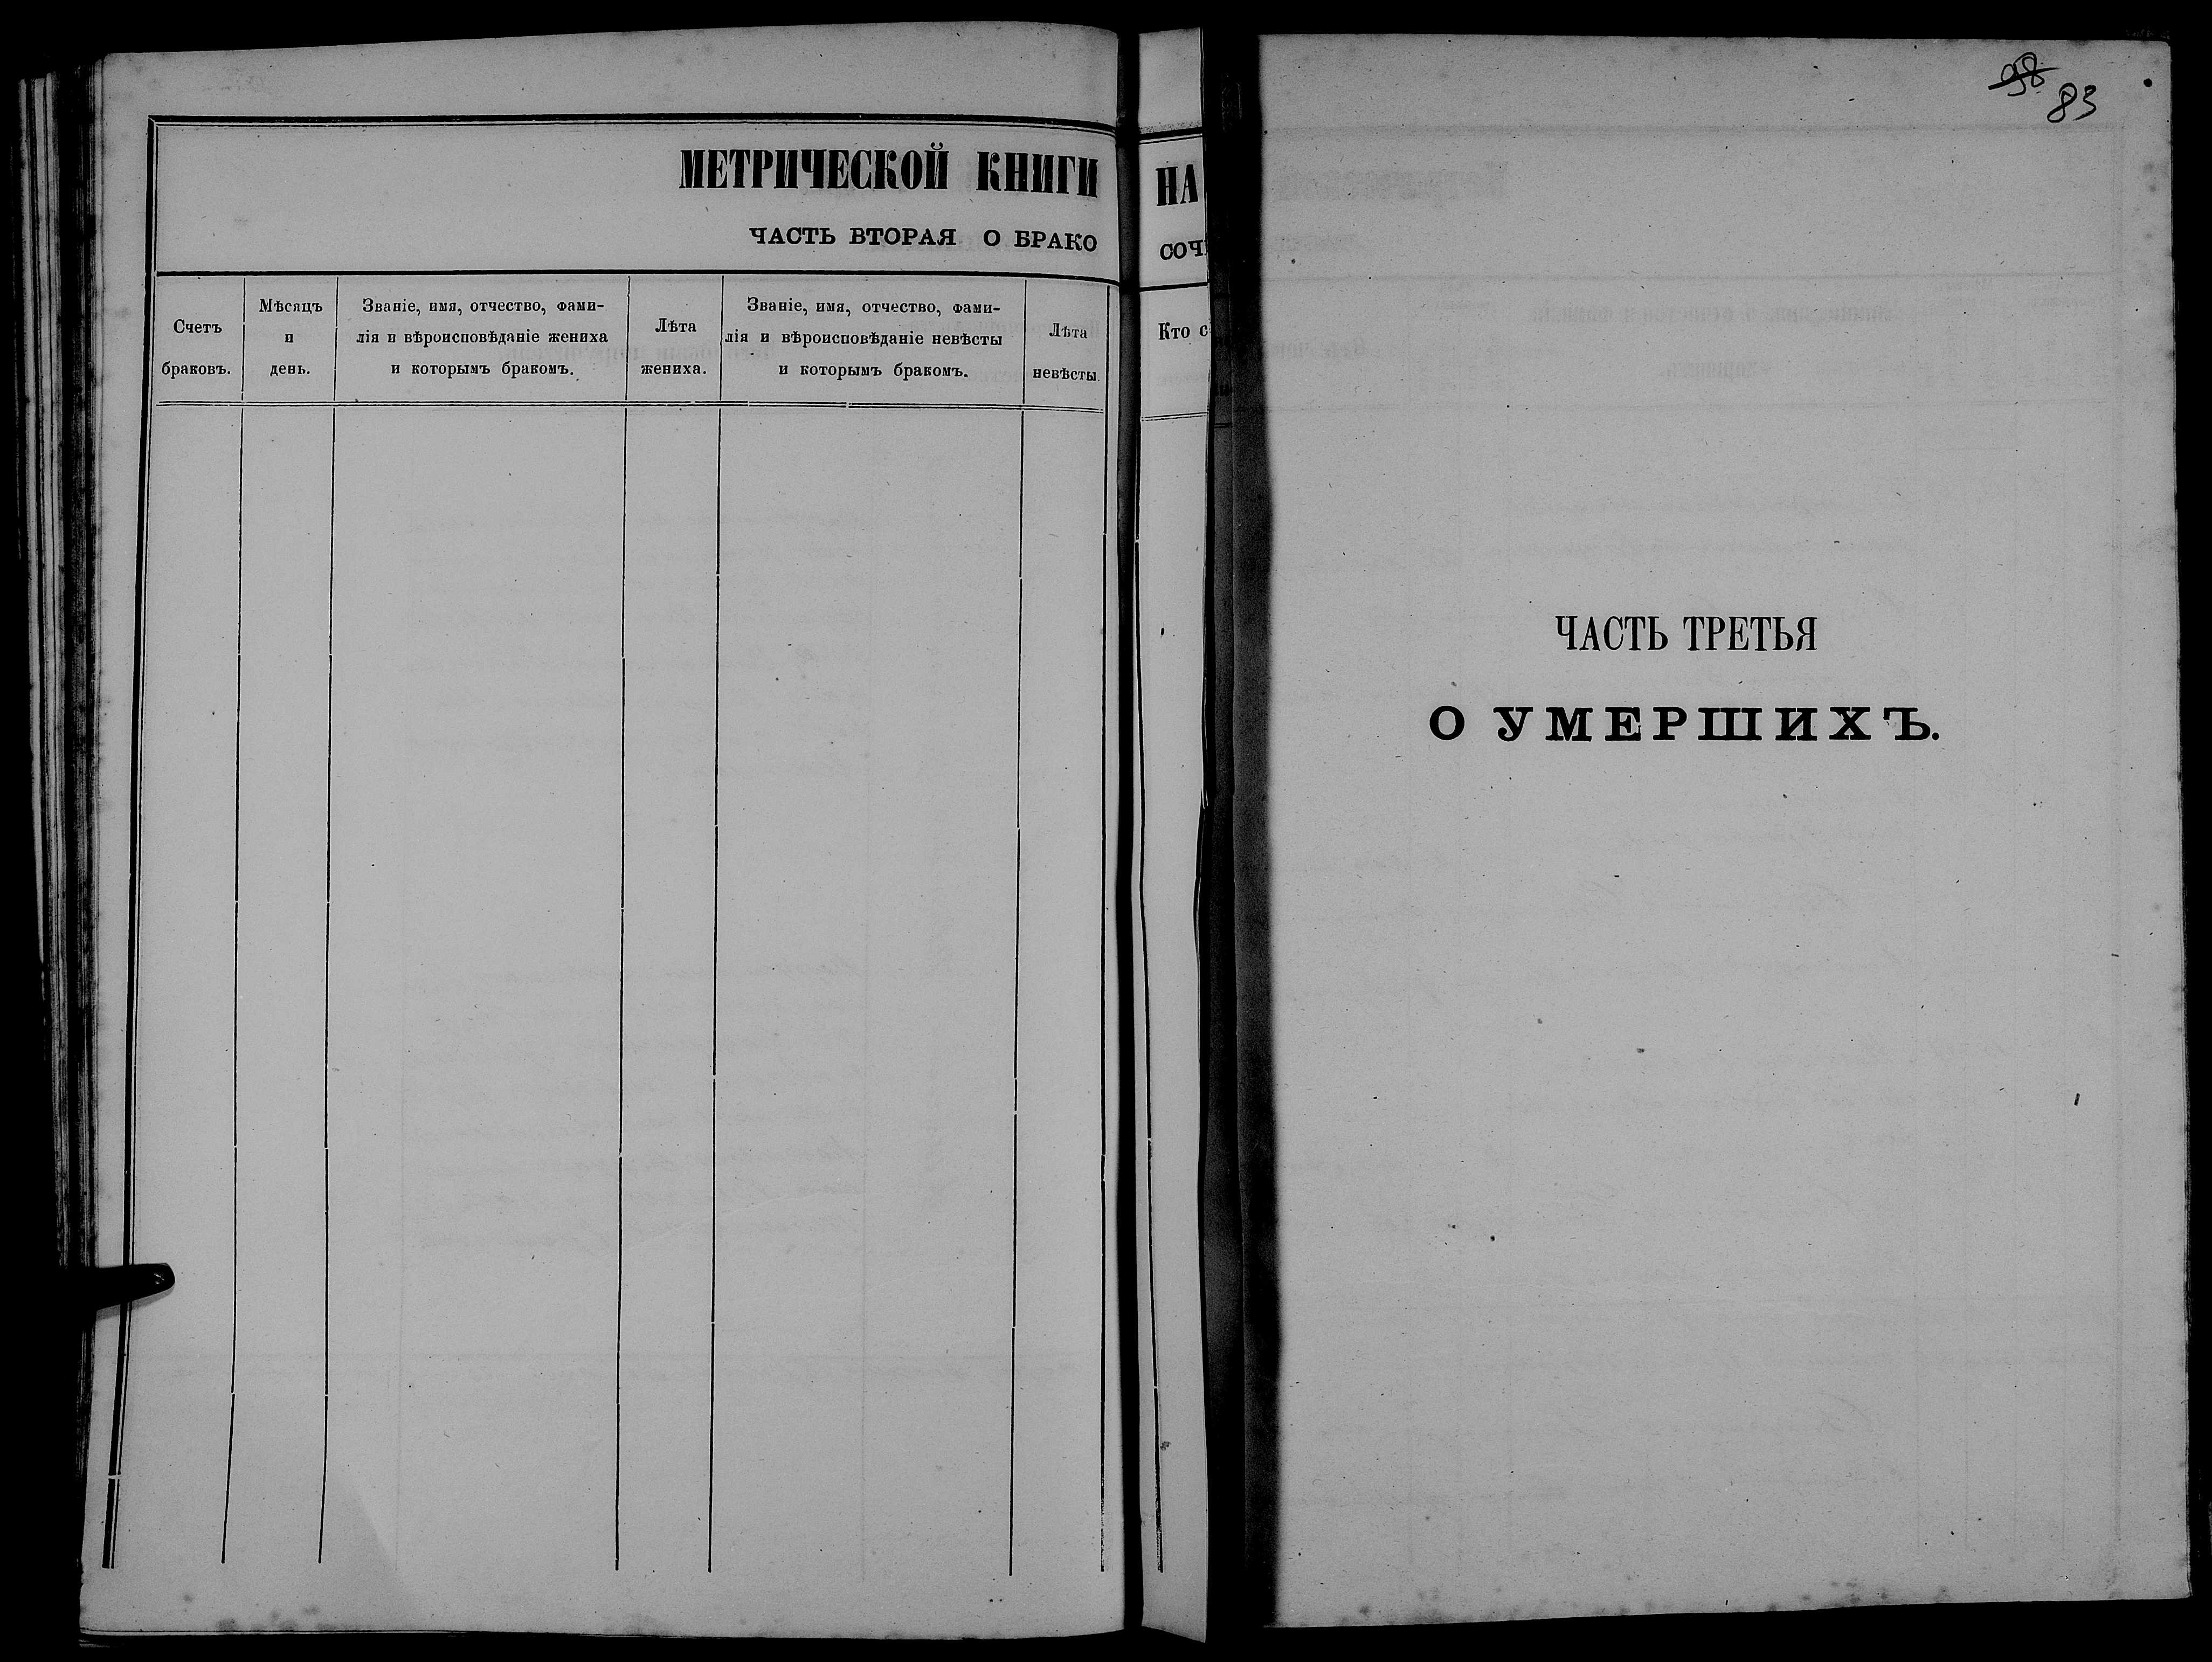 МЕТРИЧЕСКОЙ КНИГИ
ЧАСТЬ ВТОРАЯ О БРАКО
Счетъ
браковъ.
Мѣсяцъ
и
день.
Званіе, имя, отчество, фами-
лія и вѣроисповѣданіе жениха
и которымъ бракомъ.
Лѣта
жениха.
Званіе, имя, отчество, фами-
лія и вѣроисповѣданіе невѣсты
и которымъ бракомъ.
Лѣта
невѣсты.
НА
СОЧ
Кто с
98
83
ЧАСТЬ ТРЕТЬЯ
О УМЕРШИХЪ.